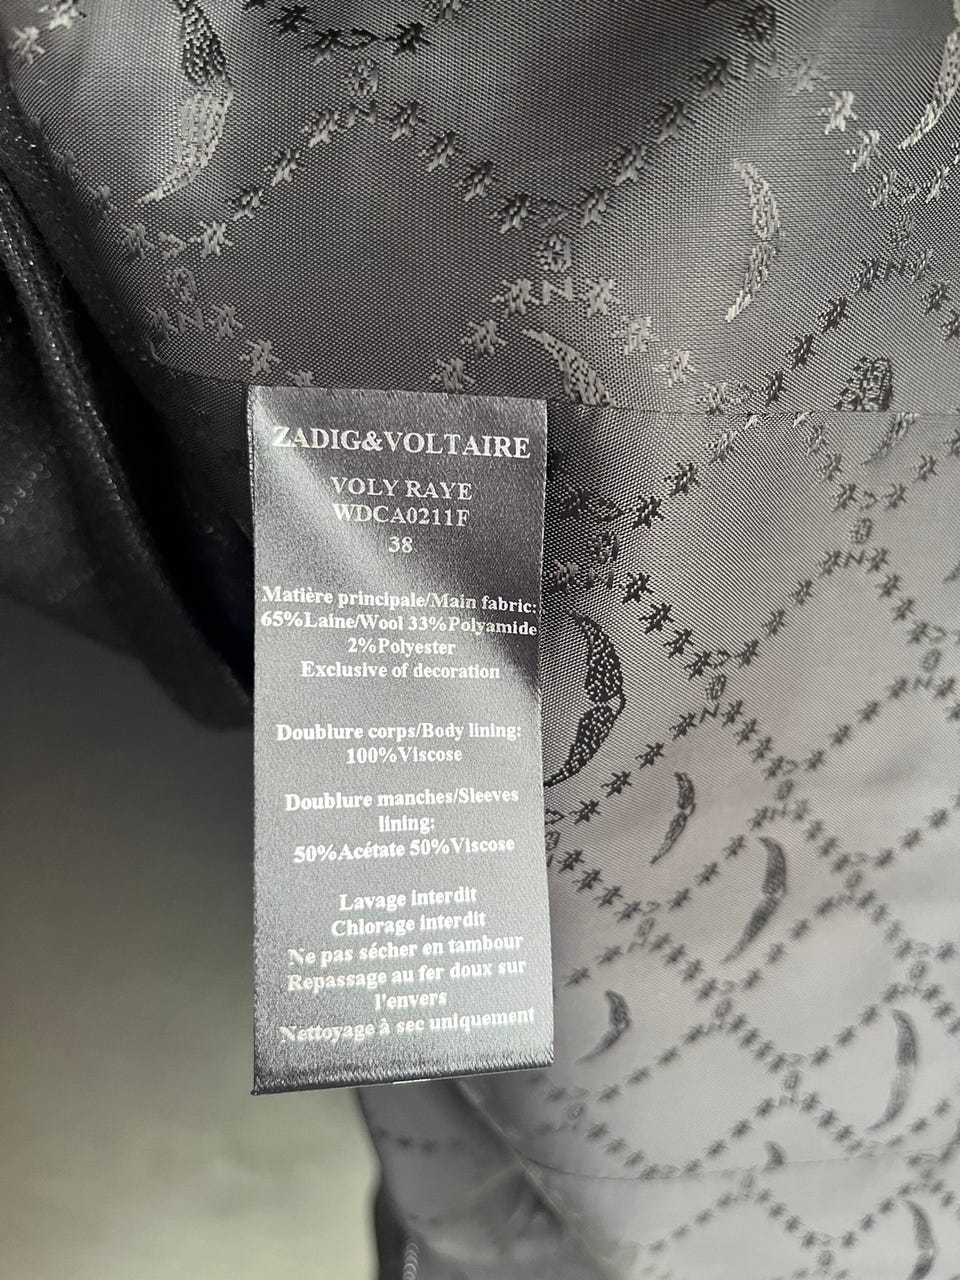 ZADIG&VOLTAIRE
VOLY RAYE
WDCA0211F
38
Matière principale/Main fabric:
65%Laine/Wool 33%Polyamide
2%Polyester
Exclusive of decoration
Doublure corps/Body lining:
100%Viscose
Doublure manches/Sleeves
lining:
50%Acétate 50%Viscose
Lavage interdit
Chlorage interdit
Ne pas sécher en tambour
Repassage au fer doux sur
l'envers
Nettoyage à sec uniquement